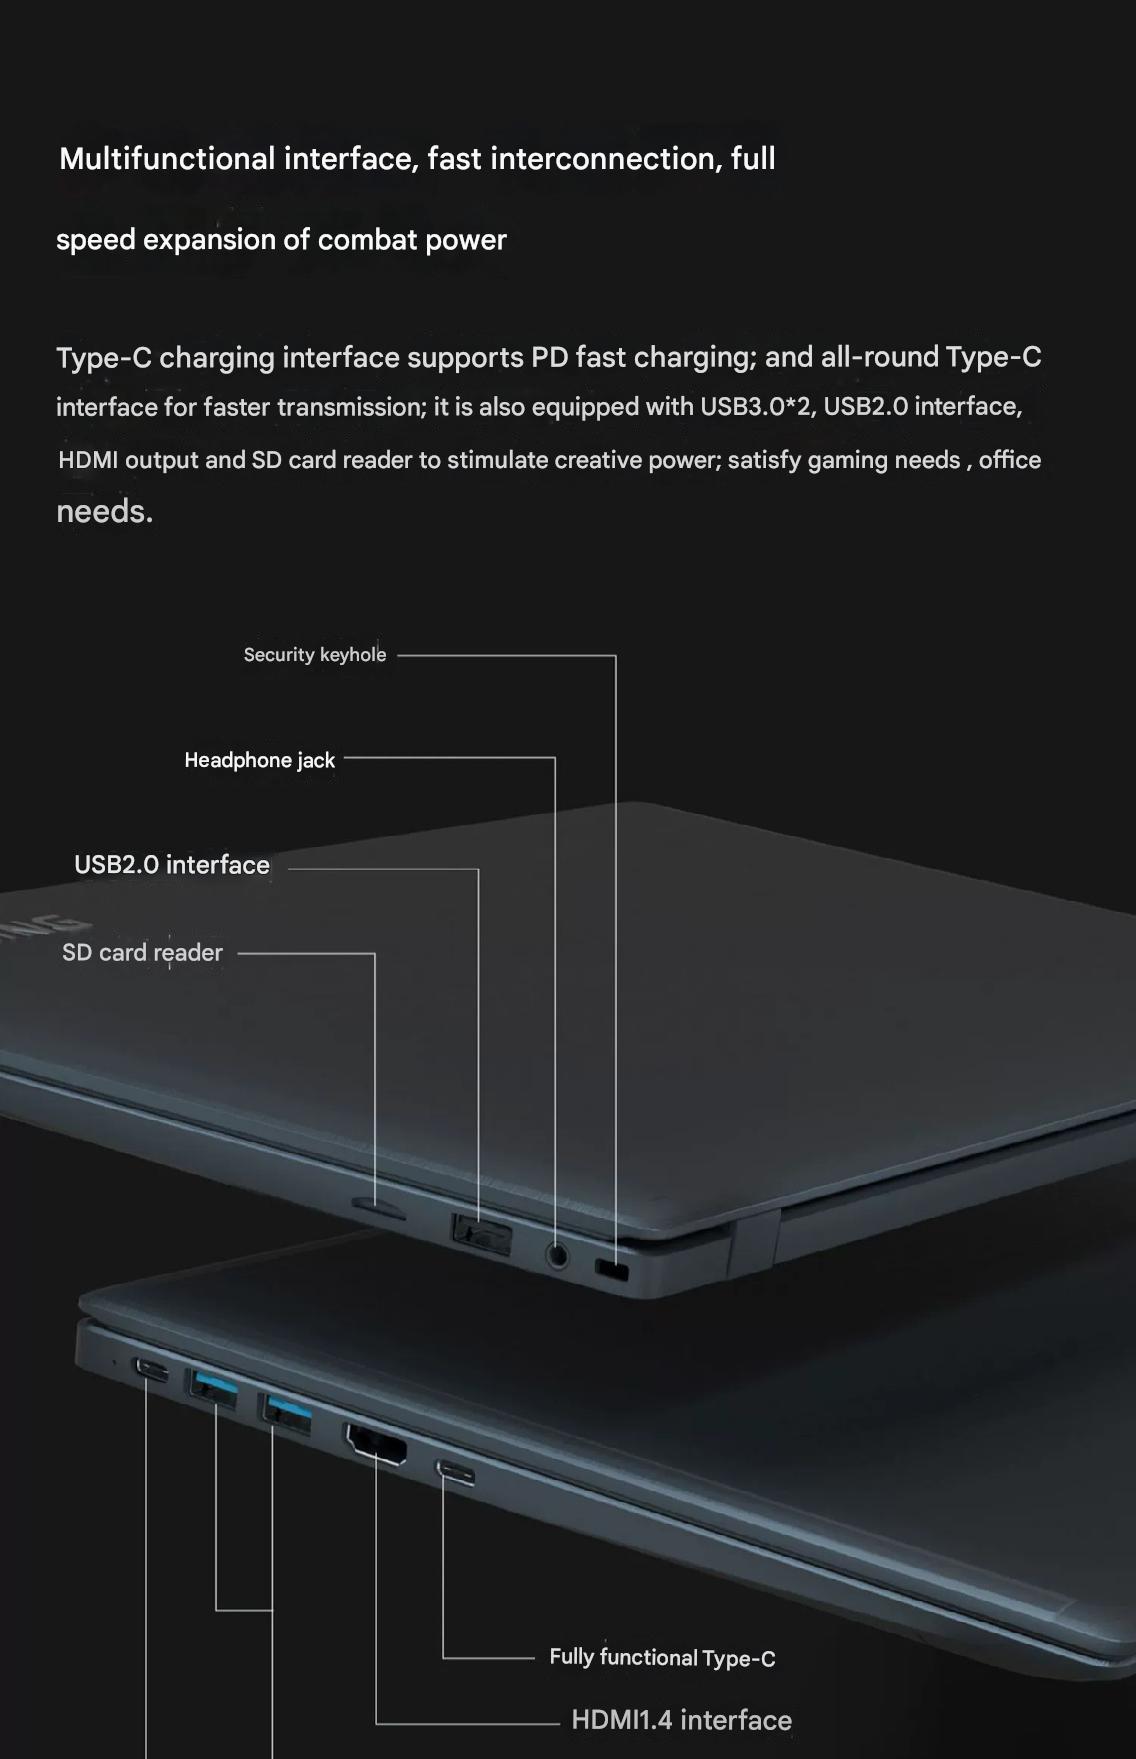 Multifunctional interface, fast interconnection, full
speed expansion of combat power
Type-C charging interface supports PD fast charging; and all-round Type-C
interface for faster transmission; it is also equipped with USB3.0*2, USB2.0 interface,
HDMI output and SD card reader to stimulate creative power; satisfy gaming needs , office
needs.
Security keyhole
Headphone jack
USB2.0 interface
NG
SD card reader
Fully functional Type-C
HDMI1.4 interface